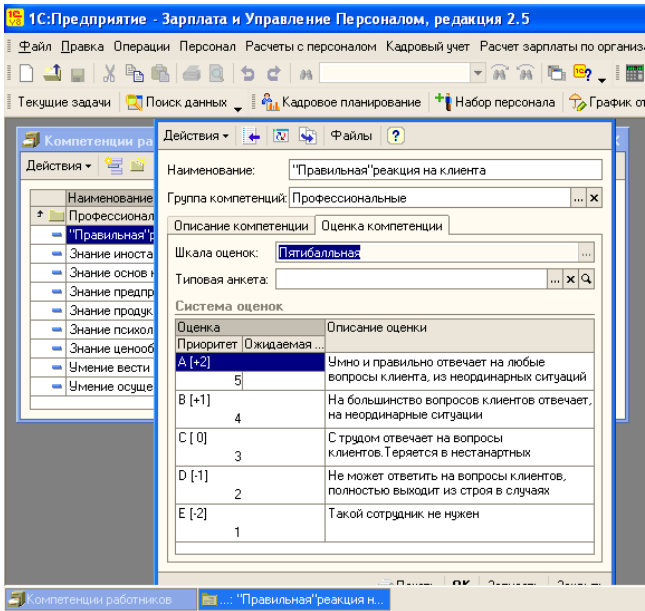 1С:Предприятие - Зарплата и Управление Персоналом, редакция 2.5
Файл Правка Операции Персонал Расчеты с персоналом Кадровый учет Расчет зарплаты по организ
Текущие задачи Поиск данных Кадровое планирование Набор персонала График от
Компетенции ра
Действия
Наименование
Профессионал
"Правильная"р
Знание иноста
Знание основ н
Знание предпр
Знание продук
Знание психол
Знание ценооб
Умение вести
Умение осуще
Действия Файлы ?
Наименование: "Правильная"реакция на клиента
Группа компетенций: Профессиональные ... x
Описание компетенции Оценка компетенции
Шкала оценок: Пятибалльная ...
Типовая анкета: ... x
Система оценок
Оценка Описание оценки
Приоритет Ожидаемая ...
A [+2] Умно и правильно отвечает на любые
5 вопросы клиента, из неординарных ситуаций
B [+1] На большинство вопросов клиентов отвечает,
4 на неординарные ситуации
C [ 0] С трудом отвечает на вопросы
3 клиентов.Теряется в нестанартных
D [-1] Не может ответить на вопросы клиентов,
2 полностью выходит из строя в случаях
E [-2] Такой сотрудник не нужен
1
Компетенции работников ...: "Правильная"реакция н...